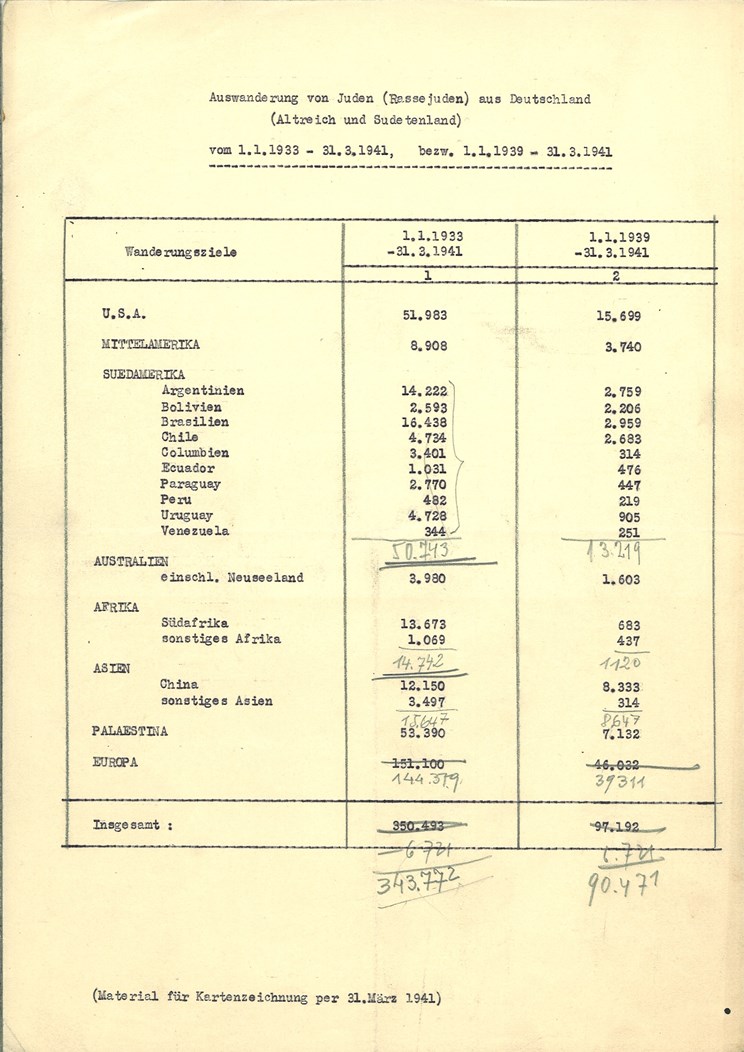 Auswanderung von Juden (Rassejuden) aus Deutschland
(Altreich und Sudetenland)
vom 1.1.1933 - 31.3.1941, bezw. 1.1.1939 - 31.3.1941
Wanderungsziele 1.1.1933 -31.3.1941 1.1.1939 -31.3.1941
1 2
U.S.A. 51.983 15.699
MITTELAMERIKA 8.908 3.740
SUEDAMERIKA
Argentinien 14.222 2.759
Bolivien 2.593 2.206
Brasilien 16.438 2.959
Chile 4.734 2.683
Columbien 3.401 314
Ecuador 1.031 476
Paraguay 2.770 447
Peru 482 219
Uruguay 4.728 905
Venezuela 344 251
50.743 13.219
AUSTRALIEN
einschl. Neuseeland 3.980 1.603
AFRIKA
Südafrika 13.673 683
sonstiges Afrika 1.069 437
14.742 1120
ASIEN
China 12.150 8.333
sonstiges Asien 3.497 314
15.647 8647
PALAESTINA 53.390 7.132
EUROPA 151.100 46.032
144.379 39311
Insgesamt : 350.493 97.192
- 6 721 6.721
343.772 90.471
(Material für Kartenzeichnung per 31.März 1941)